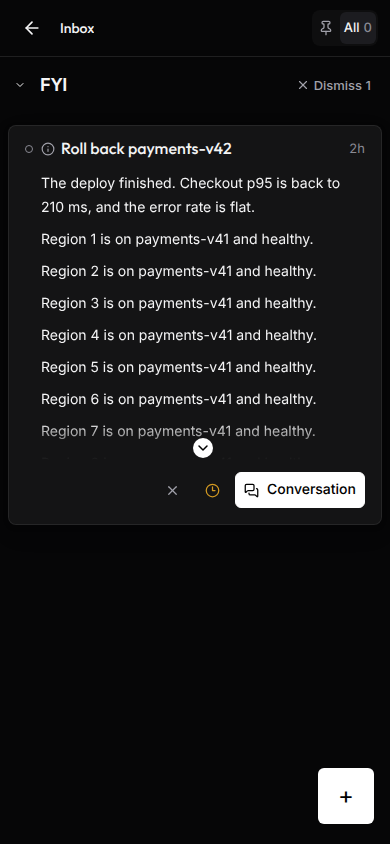 Inbox
All 0
FYI
Dismiss 1
Roll back payments-v42
2h
The deploy finished. Checkout p95 is back to
210 ms, and the error rate is flat.
Region 1 is on payments-v41 and healthy.
Region 2 is on payments-v41 and healthy.
Region 3 is on payments-v41 and healthy.
Region 4 is on payments-v41 and healthy.
Region 5 is on payments-v41 and healthy.
Region 6 is on payments-v41 and healthy.
Region 7 is on payments-v41 and healthy.
Conversation